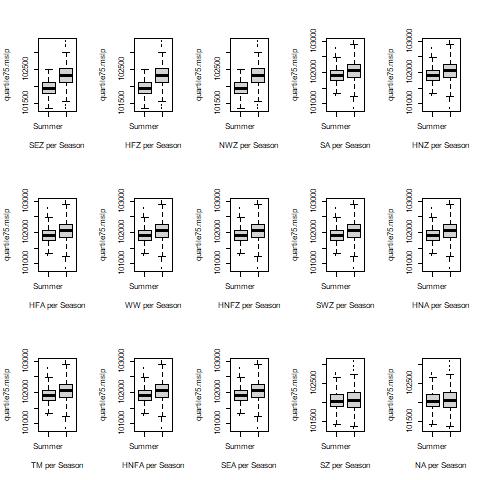 quartile75.mslp
101500 102500
Summer
SEZ per Season
quartile75.mslp
101500 102500
Summer
HFZ per Season
quartile75.mslp
101500 102500
Summer
NWZ per Season
quartile75.mslp
101000 102000 103000
Summer
SA per Season
quartile75.mslp
101000 102000 103000
Summer
HNZ per Season
quartile75.mslp
101000 102000 103000
Summer
HFA per Season
quartile75.mslp
101000 102000 103000
Summer
WW per Season
quartile75.mslp
101000 102000 103000
Summer
HNFZ per Season
quartile75.mslp
101000 102000 103000
Summer
SWZ per Season
quartile75.mslp
101000 102000 103000
Summer
HNA per Season
quartile75.mslp
101000 102000 103000
Summer
TM per Season
quartile75.mslp
101000 102000 103000
Summer
HNFA per Season
quartile75.mslp
101000 102000 103000
Summer
SEA per Season
quartile75.mslp
101500 102500
Summer
SZ per Season
quartile75.mslp
101500 102500
Summer
NA per Season